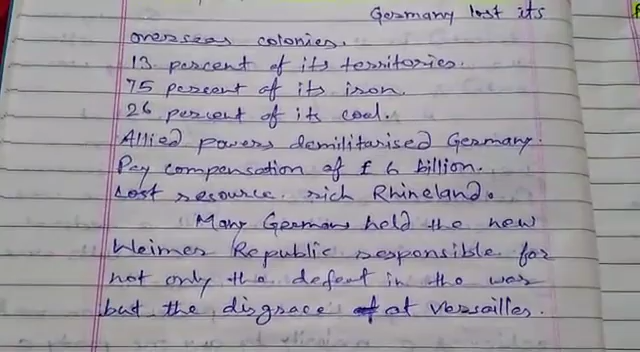 Germany lost its
overseas colonies.
13 percent of its territories.
75 percent of its iron.
26 percent of its coal.
Allied powers demilitarised Germany.
Pay compensation of £ 6 billion.
Lost resource rich Rhineland.
Many Germans held the new
Weimer Republic responsible for
not only the defeat in the war
but the disgrace at Versailles.